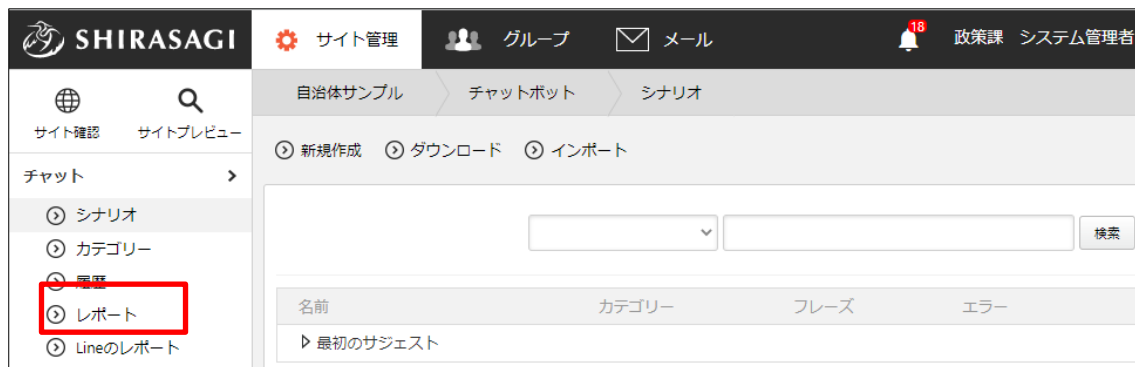 SHIRASAGI サイト管理 グループ メール 18 政策課 システム管理者
サイト確認 サイトプレビュー
自治体サンプル チャットボット シナリオ
新規作成 ダウンロード インポート
チャット
シナリオ
カテゴリー
履歴
レポート
Lineのレポート
検索
名前 カテゴリー フレーズ エラー
最初のサジェスト